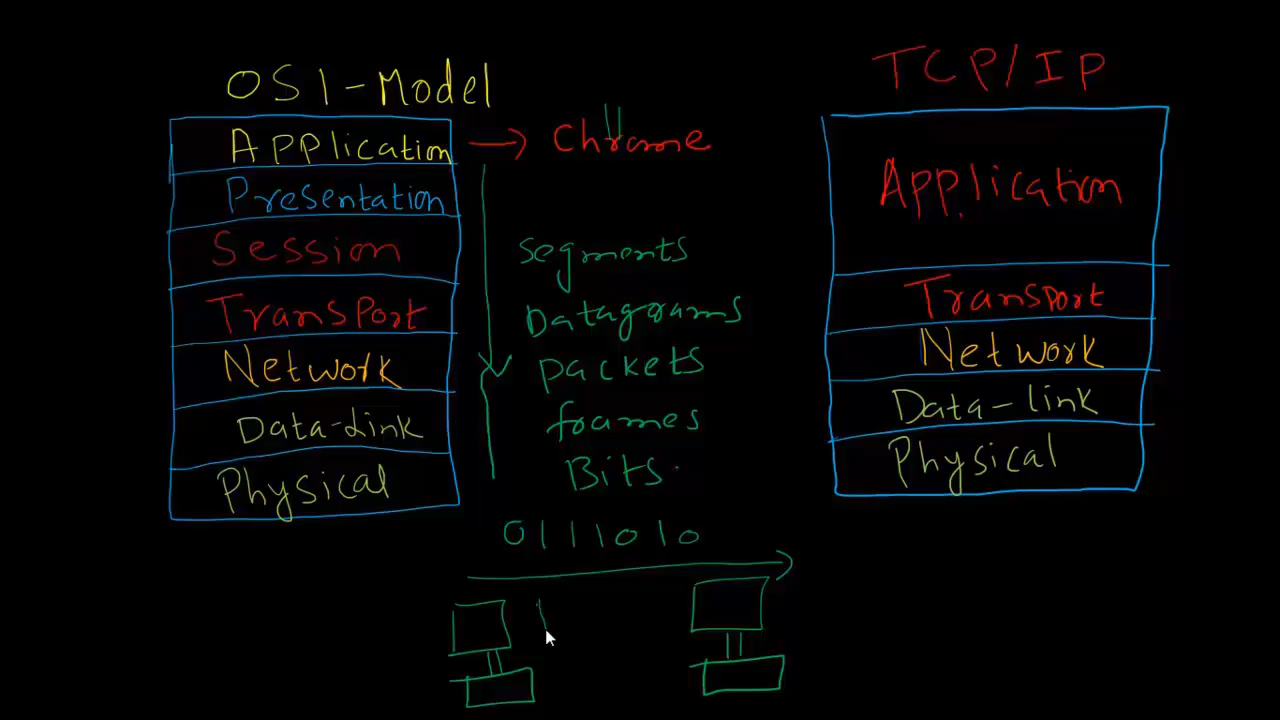 OSI-Model
Application → Chrome
Presentation
Session
Transport
Network
Data-Link
Physical
segments
Datagrams
packets
frames
Bits
0111010
TCP/IP
Application
Transport
Network
Data-link
Physical